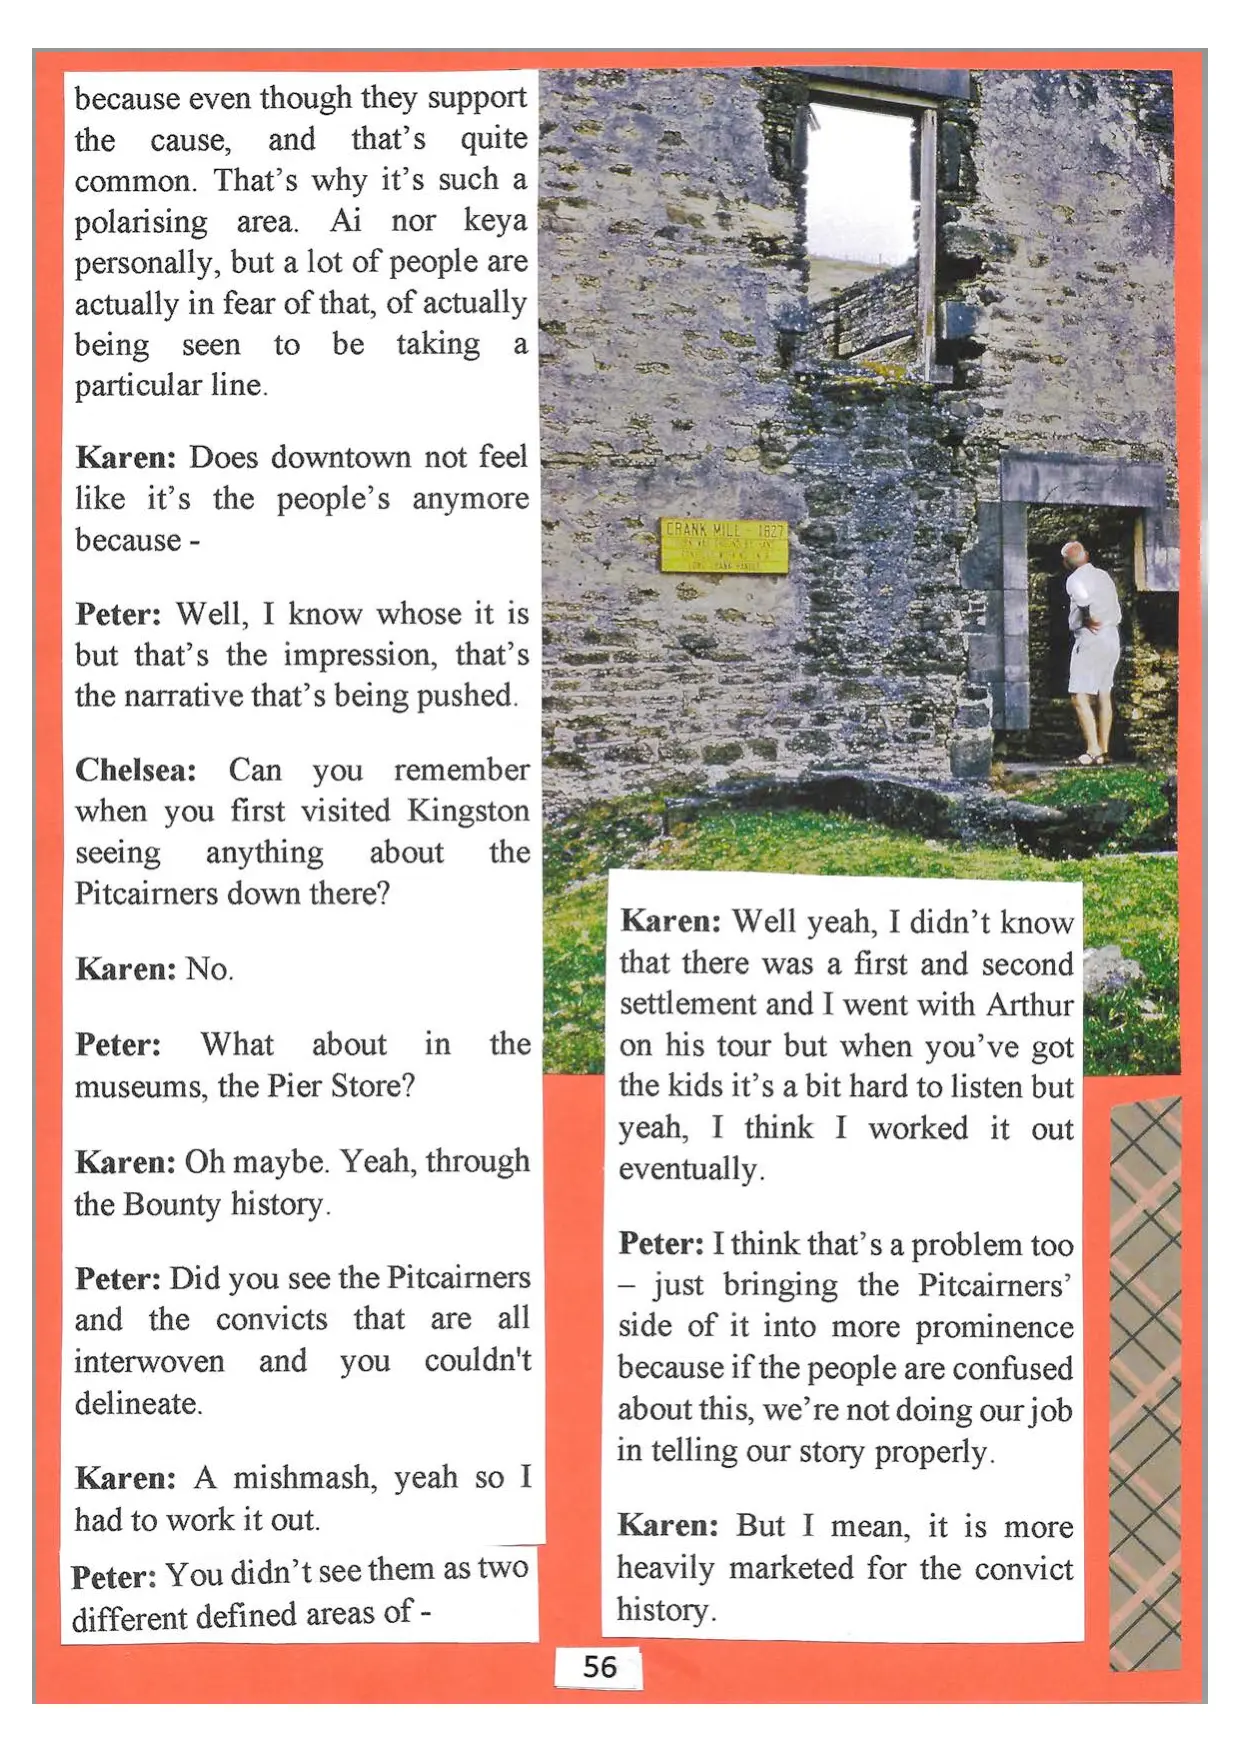 because even though they support
the cause, and that's quite
common. That's why it's such a
polarising area. Ai nor keya
personally, but a lot of people are
actually in fear of that, of actually
being seen to be taking a
particular line.
Karen: Does downtown not feel
like it's the people's anymore
because -
Peter: Well, I know whose it is
but that's the impression, that's
the narrative that's being pushed.
Chelsea: Can you remember
when you first visited Kingston
seeing anything about the
Pitcairners down there?
Karen: No.
Peter: What about in the
museums, the Pier Store?
Karen: Oh maybe. Yeah, through
the Bounty history.
Peter: Did you see the Pitcairners
and the convicts that are all
interwoven and you couldn't
delineate.
Karen: A mishmash, yeah so I
had to work it out.
Peter: You didn't see them as two
different defined areas of -
CRANK MILL - 1827
Karen: Well yeah, I didn't know
that there was a first and second
settlement and I went with Arthur
on his tour but when you've got
the kids it's a bit hard to listen but
yeah, I think I worked it out
eventually.
Peter: I think that's a problem too
– just bringing the Pitcairners'
side of it into more prominence
because if the people are confused
about this, we're not doing our job
in telling our story properly.
Karen: But I mean, it is more
heavily marketed for the convict
history.
56